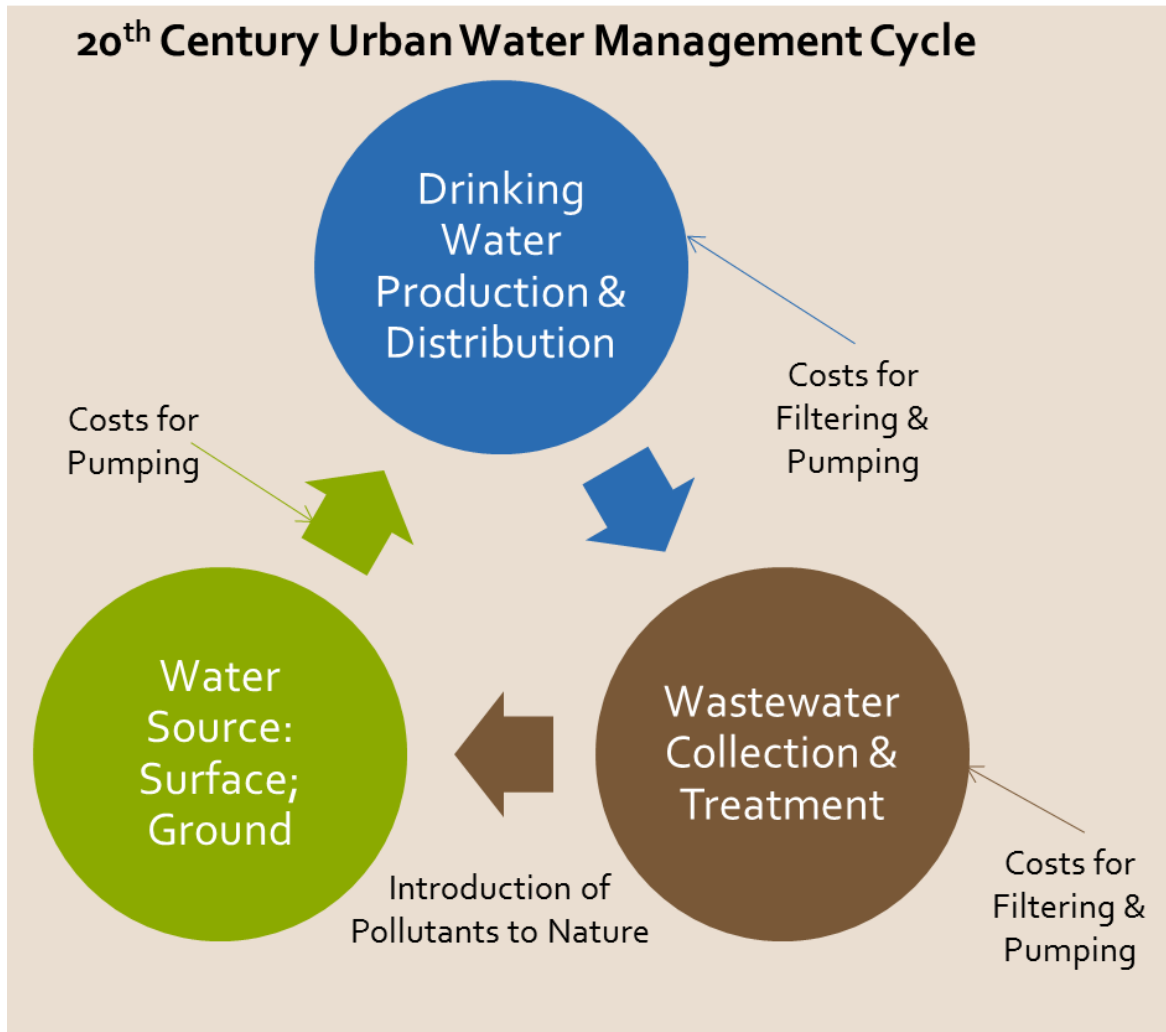 20th Century Urban Water Management Cycle
Drinking
Water
Production &
Distribution
Costs for
Filtering &
Pumping
Costs for
Pumping
Water
Source:
Surface;
Ground
Wastewater
Collection &
Treatment
Introduction of
Pollutants to Nature
Costs for
Filtering &
Pumping